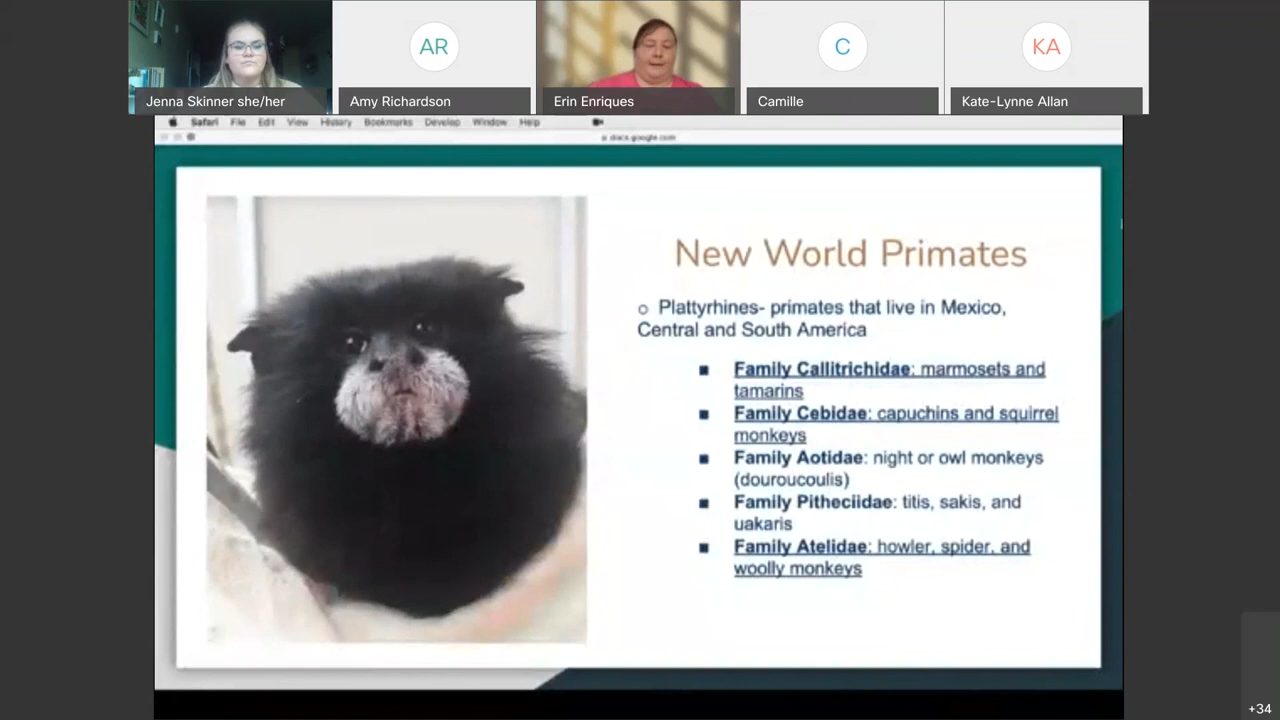 AR
C
KA
Jenna Skinner she/her
Amy Richardson
Erin Enriques
Camille
Kate-Lynne Allan
Safari File Edit View History Bookmarks Develop Window Help
docs.google.com
New World Primates
Plattyrhines- primates that live in Mexico,
Central and South America
Family Callitrichidae: marmosets and
tamarins
Family Cebidae: capuchins and squirrel
monkeys
Family Aotidae: night or owl monkeys
(douroucoulis)
Family Pitheciidae: titis, sakis, and
uakaris
Family Atelidae: howler, spider, and
woolly monkeys
+34